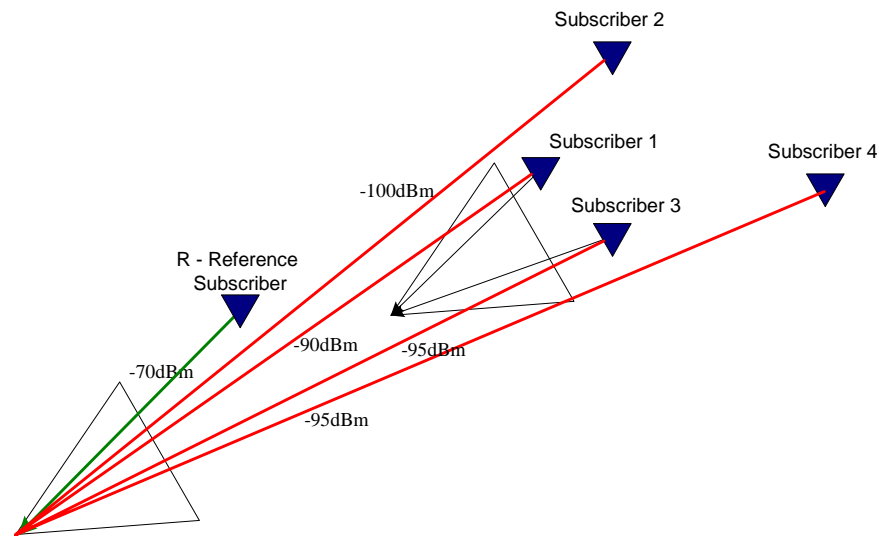 Subscriber 2
Subscriber 1
Subscriber 4
-100dBm
Subscriber 3
R - Reference
Subscriber
-90dBm
-95dBm
-70dBm
-95dBm